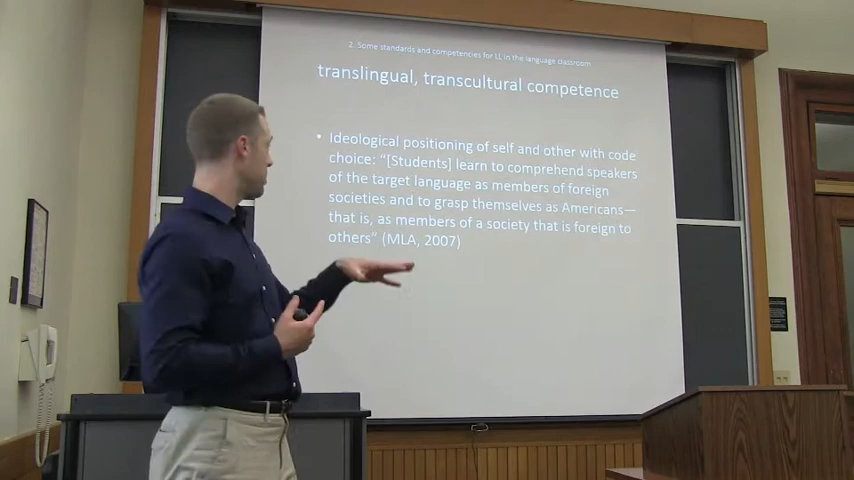 2. Some standards and competencies for LL in the language classroom
translingual, transcultural competence
• Ideological positioning of self and other with code
choice: “[Students] learn to comprehend speakers
of the target language as members of foreign
societies and to grasp themselves as Americans—
that is, as members of a society that is foreign to
others” (MLA, 2007)